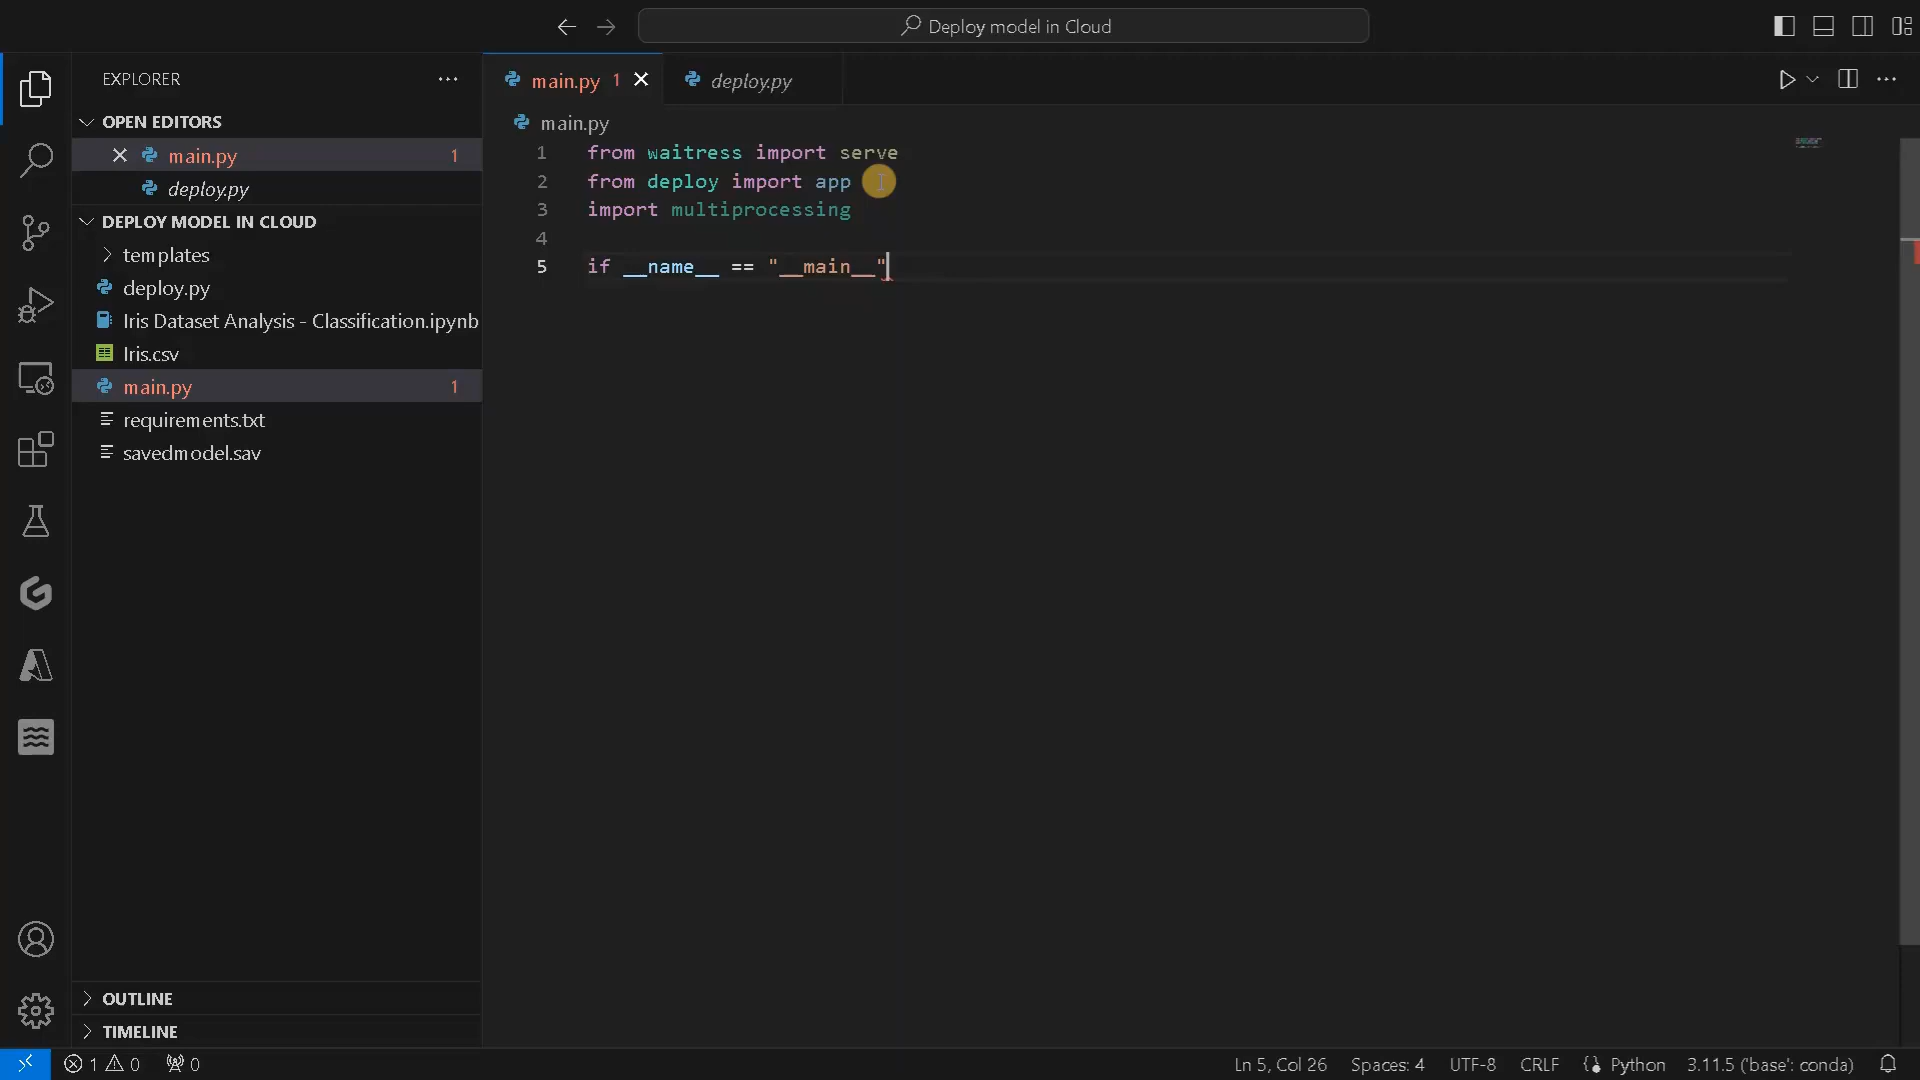 Deploy model in Cloud
EXPLORER
main.py 1
deploy.py
OPEN EDITORS
main.py
main.py 1
1 from waitress import serve
deploy.py
2 from deploy import app
DEPLOY MODEL IN CLOUD
3 import multiprocessing
templates
4
deploy.py
5 if __name__ == "__main__"
Iris Dataset Analysis - Classification.ipynb
Iris.csv
main.py 1
requirements.txt
savedmodel.sav
OUTLINE
TIMELINE
1 0 0 Ln 5, Col 26 Spaces: 4 UTF-8 CRLF Python 3.11.5 ('base': conda)